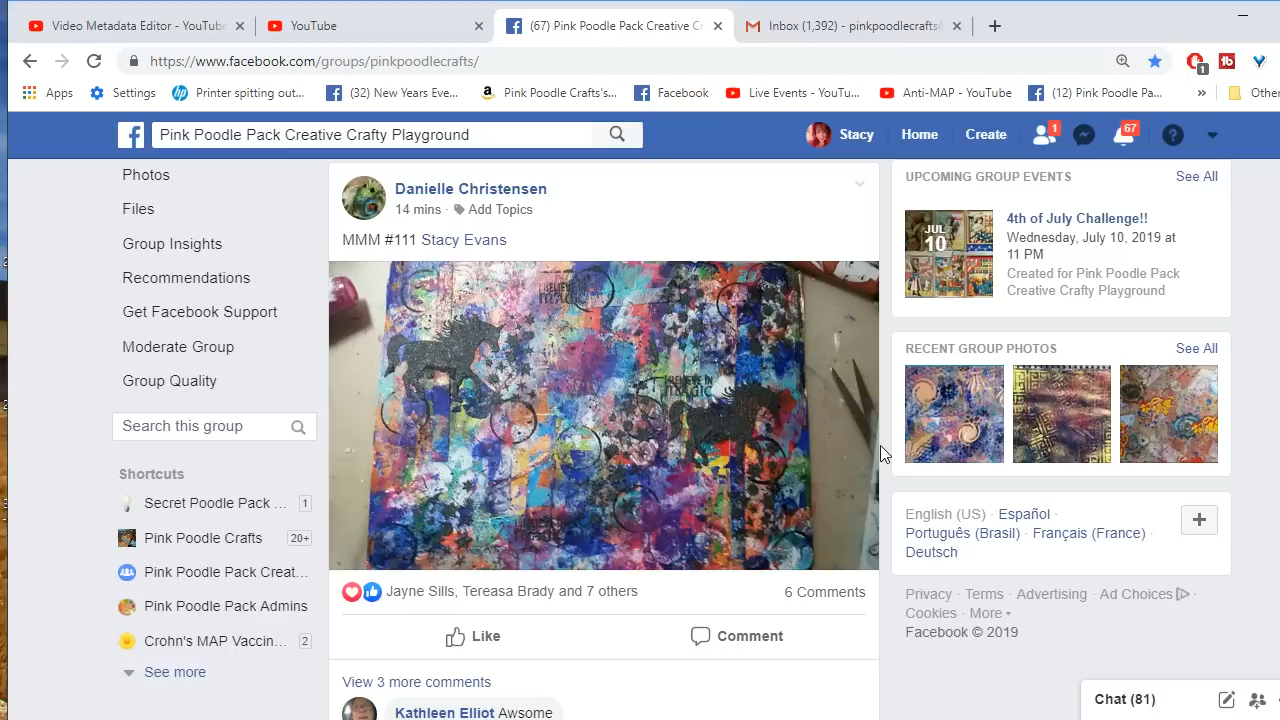 Video Metadata Editor - YouTube
YouTube
(67) Pink Poodle Pack Creative C
Inbox (1,392) - pinkpoodlecrafts
https://www.facebook.com/groups/pinkpoodlecrafts/
1
Apps
Settings
Printer spitting out...
(32) New Years Eve...
Pink Poodle Crafts's...
Facebook
Live Events - YouTu...
Anti-MAP - YouTube
(12) Pink Poodle Pa...
»
Other
Pink Poodle Pack Creative Crafty Playground
Stacy
Home
Create
1
67
Photos
Files
Group Insights
Recommendations
Get Facebook Support
Moderate Group
Group Quality
Search this group
Shortcuts
Secret Poodle Pack ... 1
Pink Poodle Crafts 20+
Pink Poodle Pack Creat...
Pink Poodle Pack Admins
Crohn's MAP Vaccin... 2
See more
Danielle Christensen
14 mins · Add Topics
MMM #111 Stacy Evans
I BELIEVE IN
MAGIC
I BELIEVE IN
MAGIC
Jayne Sills, Tereasa Brady and 7 others
6 Comments
Like
Comment
View 3 more comments
Kathleen Elliot Awsome
UPCOMING GROUP EVENTS
See All
JUL
10
4th of July Challenge!!
Wednesday, July 10, 2019 at
11 PM
Created for Pink Poodle Pack
Creative Crafty Playground
RECENT GROUP PHOTOS
See All
English (US) · Español ·
Português (Brasil) · Français (France) ·
Deutsch
Privacy · Terms · Advertising · Ad Choices ·
Cookies · More
Facebook © 2019
Chat (81)